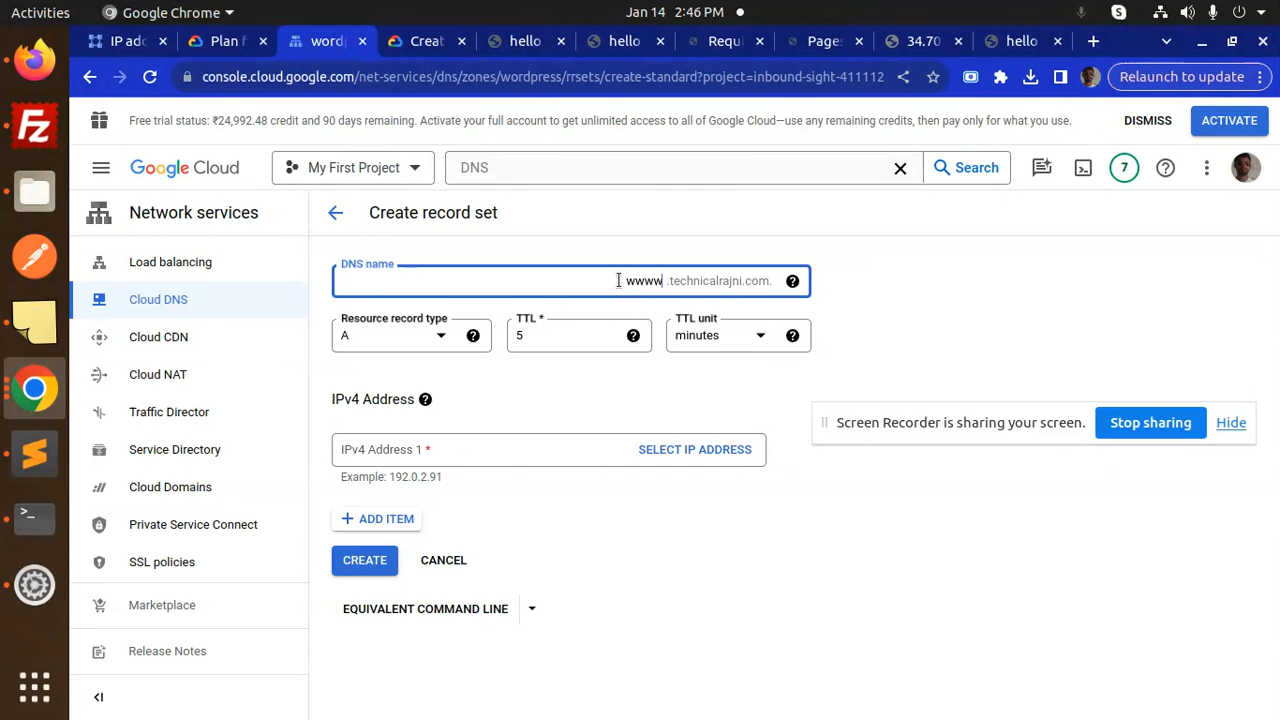 Activities Google Chrome Jan 14 2:46 PM
IP add Plan f wordp Creat hello hello Requ Pages 34.70 hello
console.cloud.google.com/net-services/dns/zones/wordpress/rrsets/create-standard?project=inbound-sight-411112 Relaunch to update
Free trial status: ₹24,992.48 credit and 90 days remaining. Activate your full account to get unlimited access to all of Google Cloud—use any remaining credits, then pay only for what you use. DISMISS ACTIVATE
Google Cloud My First Project DNS Search 7
Network services
Load balancing
Cloud DNS
Cloud CDN
Cloud NAT
Traffic Director
Service Directory
Cloud Domains
Private Service Connect
SSL policies
Marketplace
Release Notes
Create record set
DNS name
wwww .technicalrajni.com.
Resource record type TTL * TTL unit
A 5 minutes
IPv4 Address
IPv4 Address 1 * SELECT IP ADDRESS
Example: 192.0.2.91
ADD ITEM
CREATE CANCEL
EQUIVALENT COMMAND LINE
Screen Recorder is sharing your screen. Stop sharing Hide